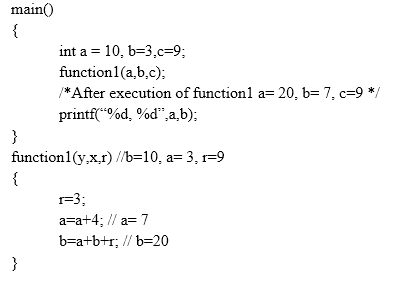 main()
{
int a = 10, b=3,c=9;
function1(a,b,c);
/*After execution of function1 a= 20, b= 7, c=9 */
printf(“%d, %d”,a,b);
}
function1(y,x,r) //b=10, a= 3, r=9
{
r=3;
a=a+4; // a= 7
b=a+b+r; // b=20
}